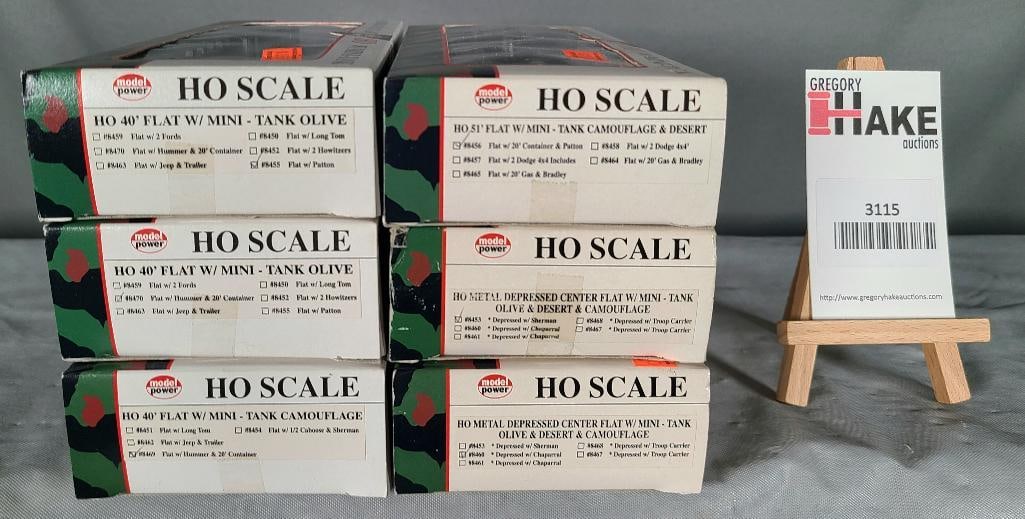 model
power
HO SCALE
HO 40' FLAT W/ MINI - TANK OLIVE
#8459 Flat w/ 2 Fords
#8450 Flat w/ Long Tom
#8470 Flat w/ Hummer & 20' Container
#8452 Flat w/ 2 Howitzers
#8463 Flat w/ Jeep & Trailer
#8455 Flat w/ Patton
model
power
HO SCALE
HO 51' FLAT W/ MINI - TANK CAMOUFLAGE & DESERT
#8456 Flat w/ 20' Container & Patton
#8458 Flat w/ 2 Dodge 4x4'
#8457 Flat w/ 2 Dodge 4x4 Includes
#8464 Flat w/ 20' Gas & Bradley
#8465 Flat w/ 20' Gas & Bradley
model
power
HO SCALE
HO 40' FLAT W/ MINI - TANK OLIVE
#8459 Flat w/ 2 Fords
#8450 Flat w/ Long Tom
#8470 Flat w/ Hummer & 20' Container
#8452 Flat w/ 2 Howitzers
#8463 Flat w/ Jeep & Trailer
#8455 Flat w/ Patton
model
power
HO SCALE
HO METAL DEPRESSED CENTER FLAT W/ MINI - TANK
OLIVE & DESERT & CAMOUFLAGE
#8453 * Depressed w/ Sherman
#8468 * Depressed w/ Troop Carrier
#8460 * Depressed w/ Chaparral
#8467 * Depressed w/ Troop Carrier
#8461 * Depressed w/ Chaparral
model
power
HO SCALE
HO 40' FLAT W/ MINI - TANK CAMOUFLAGE
#8451 Flat w/ Long Tom
#8454 Flat w/ 1/2 Caboose & Sherman
#8462 Flat w/ Jeep & Trailer
#8469 Flat w/ Hummer & 20' Container
model
power
HO SCALE
HO METAL DEPRESSED CENTER FLAT W/ MINI - TANK
OLIVE & DESERT & CAMOUFLAGE
#8453 * Depressed w/ Sherman
#8468 * Depressed w/ Troop Carrier
#8460 * Depressed w/ Chaparral
#8467 * Depressed w/ Troop Carrier
#8461 * Depressed w/ Chaparral
GREGORY
HAKE
auctions
3115
http://www.gregoryhakeauctions.com